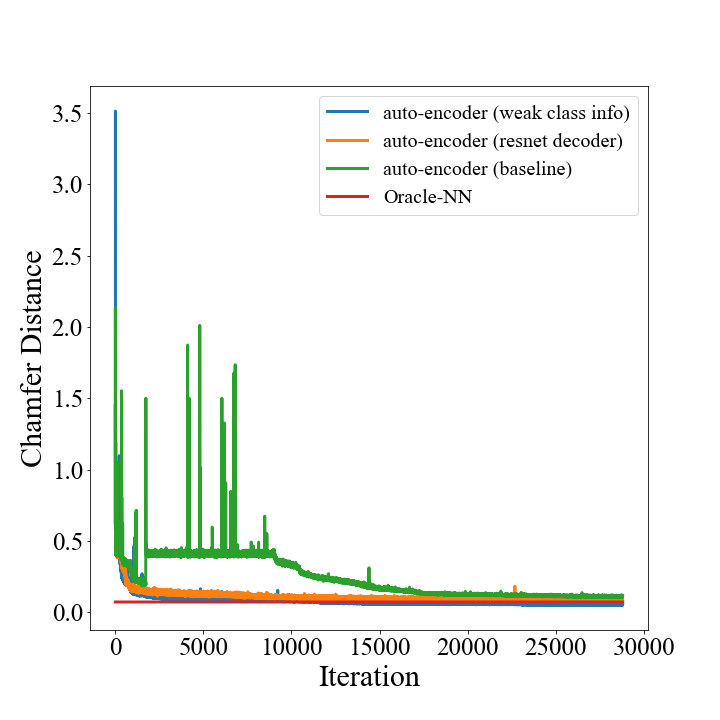 auto-encoder (weak class info)
auto-encoder (resnet decoder)
auto-encoder (baseline)
Oracle-NN
Chamfer Distance
3.5
3.0
2.5
2.0
1.5
1.0
0.5
0.0
0 5000 10000 15000 20000 25000 30000
Iteration